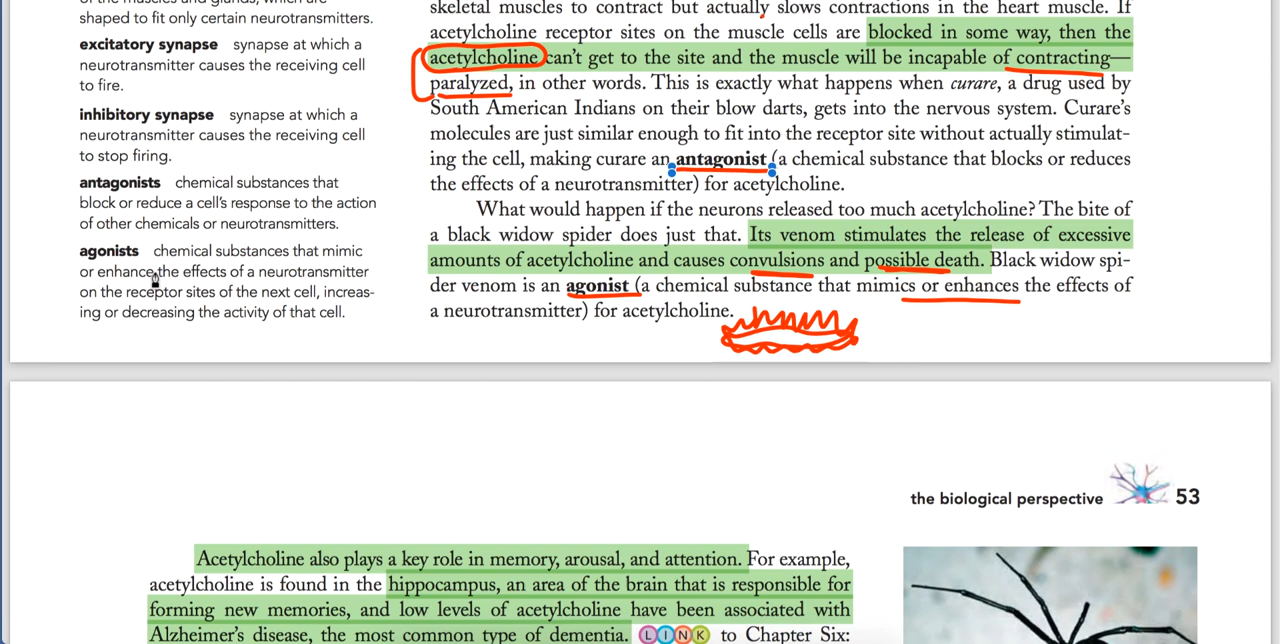 of the muscles and glands, which are
shaped to fit only certain neurotransmitters.
excitatory synapse synapse at which a
neurotransmitter causes the receiving cell
to fire.
inhibitory synapse synapse at which a
neurotransmitter causes the receiving cell
to stop firing.
antagonists chemical substances that
block or reduce a cell’s response to the action
of other chemicals or neurotransmitters.
agonists chemical substances that mimic
or enhance the effects of a neurotransmitter
on the receptor sites of the next cell, increas-
ing or decreasing the activity of that cell.
skeletal muscles to contract but actually slows contractions in the heart muscle. If
acetylcholine receptor sites on the muscle cells are blocked in some way, then the
acetylcholine can’t get to the site and the muscle will be incapable of contracting—
paralyzed, in other words. This is exactly what happens when curare, a drug used by
South American Indians on their blow darts, gets into the nervous system. Curare’s
molecules are just similar enough to fit into the receptor site without actually stimulat-
ing the cell, making curare an antagonist (a chemical substance that blocks or reduces
the effects of a neurotransmitter) for acetylcholine.
What would happen if the neurons released too much acetylcholine? The bite of
a black widow spider does just that. Its venom stimulates the release of excessive
amounts of acetylcholine and causes convulsions and possible death. Black widow spi-
der venom is an agonist (a chemical substance that mimics or enhances the effects of
a neurotransmitter) for acetylcholine.
the biological perspective 53
Acetylcholine also plays a key role in memory, arousal, and attention. For example,
acetylcholine is found in the hippocampus, an area of the brain that is responsible for
forming new memories, and low levels of acetylcholine have been associated with
Alzheimer’s disease, the most common type of dementia. LINK to Chapter Six: